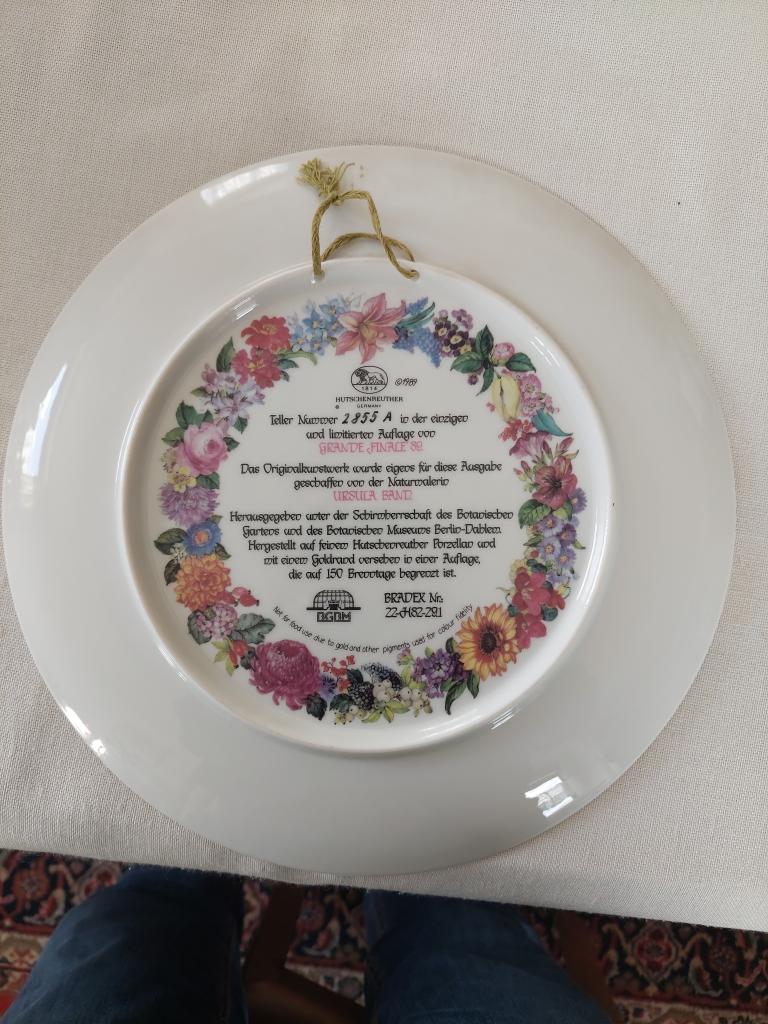 1814
©1989
HUTSCHENREUTHER
GERMANY
Teller Nummer 2855 A in der einzigen
und limitierten Auflage von
GRANDE FINALE 89.
Das Originalkunstwerk wurde eigens für diese Ausgabe
geschaffen von der Naturmalerin
URSULA BAND.
Herausgegeben unter der Schirmherrschaft des Botanischen
Gartens und des Botanischen Museums Berlin-Dahlem.
Hergestellt auf feinem Hutschenreuther Porzellan und
mit einem Goldrand versehen in einer Auflage,
die auf 150 Brenntage begrenzt ist.
BGBM
BRADEX Nr.:
22-H82-29.1
Not for food use due to gold and other pigments used for colour fidelity